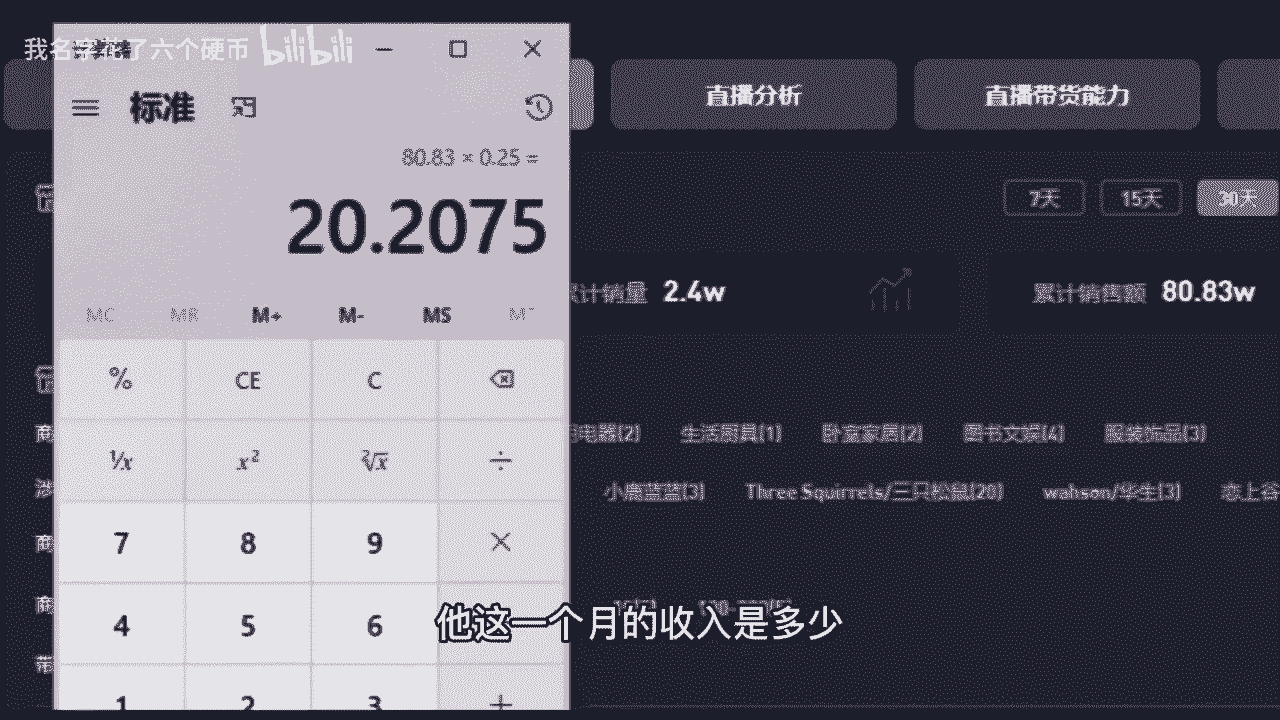 我名字花了六个硬币 bilibili
标准
直播分析
直播带货能力
80.83 × 0.25 =
20.2075
7天
15天
30天
累计销量 2.4w
累计销售额 80.83w
MC MR M+ M- MS M˅
% CE C
⅟x x² ²√x ÷
7 8 9 ×
4 5 6
1 2 3 +
电器(2) 生活厨具(1) 卧室家居(2) 图书文娱(4) 服装饰品(3)
小鹿蓝蓝(3) Three Squirrels/三只松鼠(20) wahson/华生(3) 恋上谷
他这一个月的收入是多少